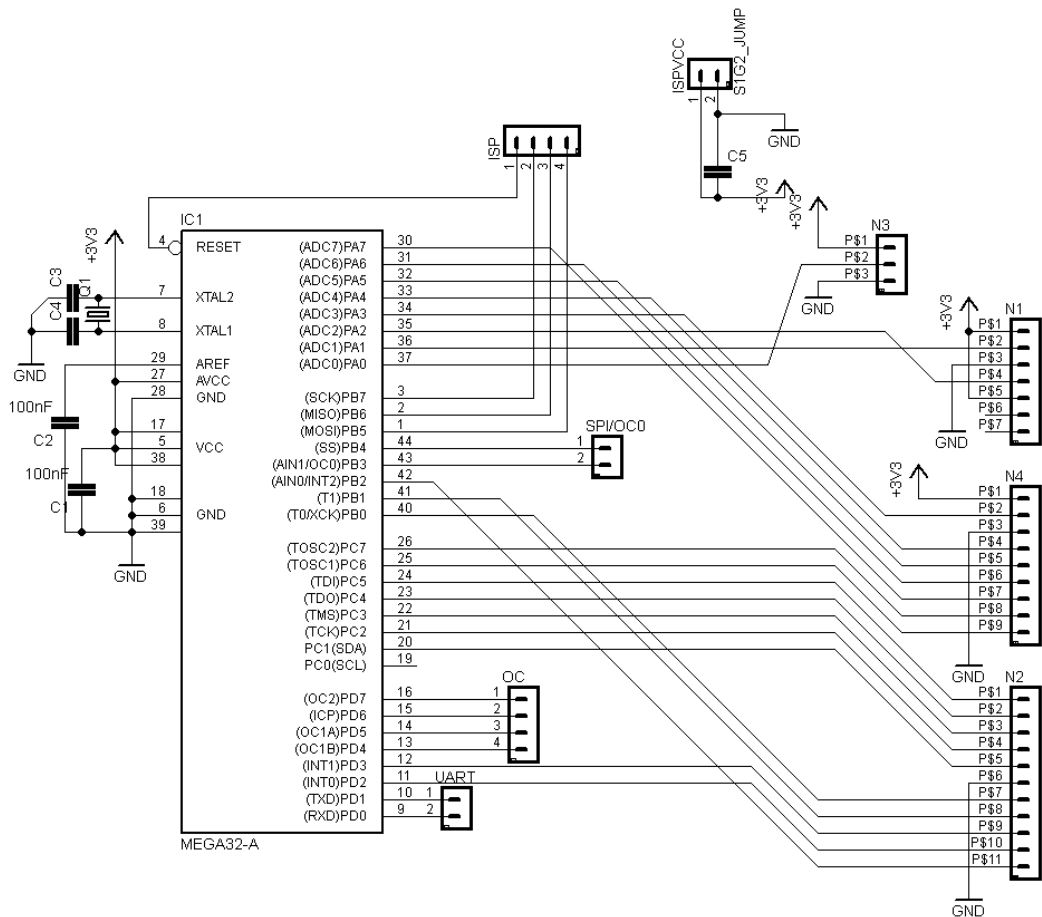 ISPVCC
S1G2_JUMP
1
2
GND
ISP
1
2
3
4
C5
+3V3
+3V3
IC1
+3V3
N3
4
RESET
(ADC7)PA7
30
P$1
(ADC6)PA6
31
P$2
(ADC5)PA5
32
P$3
C3
Q1
7
XTAL2
(ADC4)PA4
33
GND
C4
(ADC3)PA3
34
+3V3
N1
8
XTAL1
(ADC2)PA2
35
P$1
(ADC1)PA1
36
P$2
GND
29
AREF
(ADC0)PA0
37
P$3
27
AVCC
P$4
28
GND
(SCK)PB7
3
P$5
100nF
(MISO)PB6
2
P$6
C2
17
(MOSI)PB5
1
SPI/OC0
P$7
5
VCC
(SS)PB4
44
1
GND
38
(AIN1/OC0)PB3
43
2
100nF
(AIN0/INT2)PB2
42
+3V3
N4
C1
18
(T1)PB1
41
P$1
6
GND
(T0/XCK)PB0
40
P$2
39
P$3
(TOSC2)PC7
26
P$4
(TOSC1)PC6
25
P$5
GND
(TDI)PC5
24
P$6
(TDO)PC4
23
P$7
(TMS)PC3
22
P$8
(TCK)PC2
21
P$9
PC1(SDA)
20
PC0(SCL)
19
GND
OC
N2
(OC2)PD7
16
1
P$1
(ICP)PD6
15
2
P$2
(OC1A)PD5
14
3
P$3
(OC1B)PD4
13
4
P$4
(INT1)PD3
12
P$5
(INT0)PD2
11
UART
P$6
(TXD)PD1
10
1
P$7
(RXD)PD0
9
2
P$8
P$9
MEGA32-A
P$10
P$11
GND